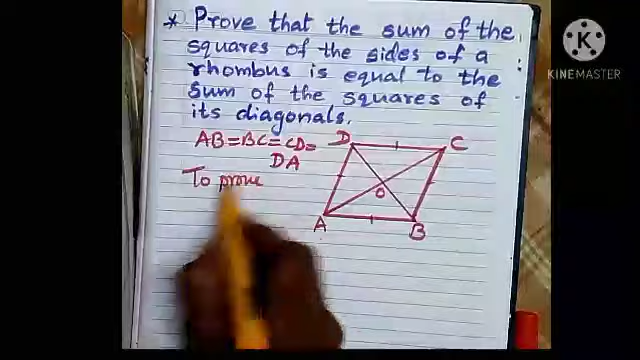 * Prove that the sum of the
squares of the sides of a
rhombus is equal to the
sum of the squares of
its diagonals.
AB=BC=CD=
DA
To prove
D
C
O
A
B
K
KINEMASTER